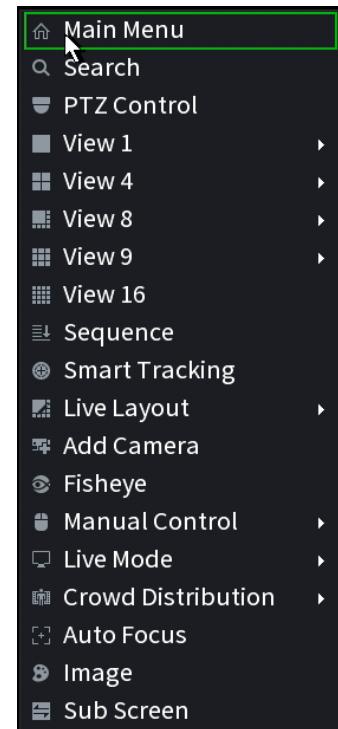 Main Menu
Search
PTZ Control
View 1
View 4
View 8
View 9
View 16
Sequence
Smart Tracking
Live Layout
Add Camera
Fisheye
Manual Control
Live Mode
Crowd Distribution
Auto Focus
Image
Sub Screen